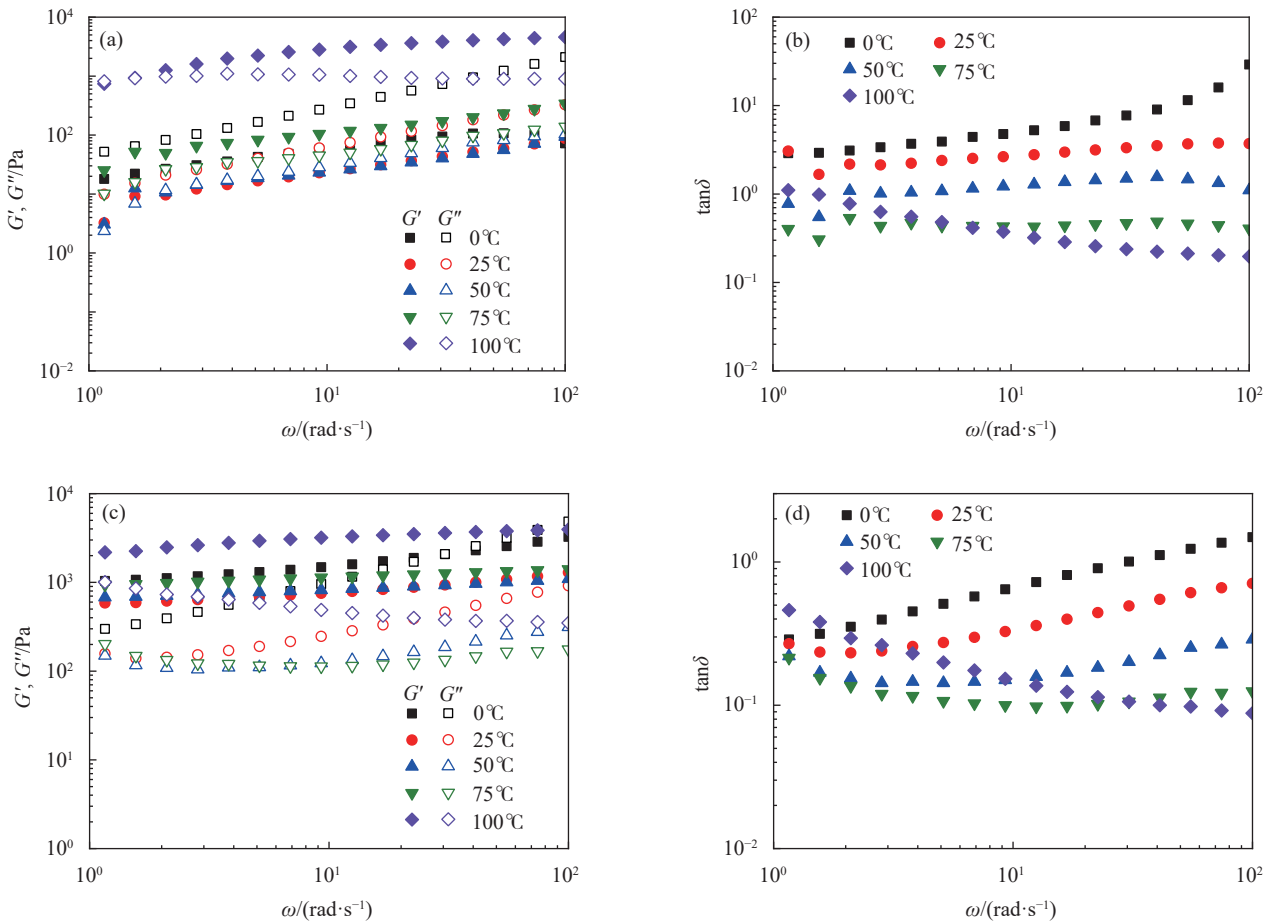 (a)
10⁴
10²
10⁰
10⁻²
G′, G″/Pa
G′ G″
0℃
25℃
50℃
75℃
100℃
10⁰ 10¹ 10²
ω/(rad·s⁻¹)
(b)
10²
10¹
10⁰
10⁻¹
10⁻²
tanδ
0℃ 25℃
50℃ 75℃
100℃
10⁰ 10¹ 10²
ω/(rad·s⁻¹)
(c)
10⁴
10³
10²
10¹
10⁰
G′, G″/Pa
G′ G″
0℃
25℃
50℃
75℃
100℃
10⁰ 10¹ 10²
ω/(rad·s⁻¹)
(d)
10⁰
10⁻¹
10⁻²
tanδ
0℃ 25℃
50℃ 75℃
100℃
10⁰ 10¹ 10²
ω/(rad·s⁻¹)